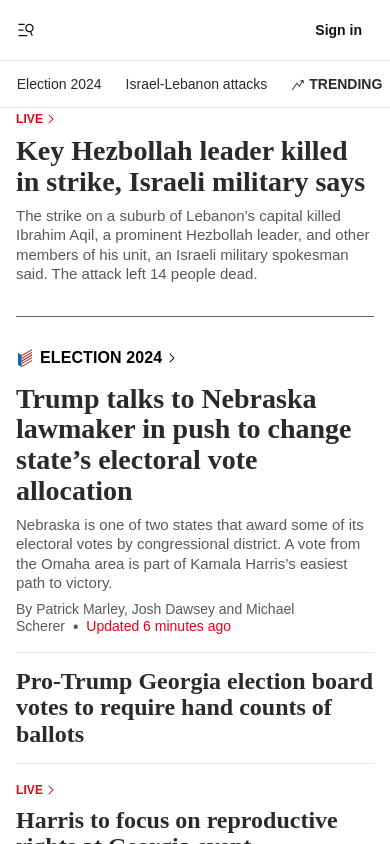 Sign in
Election 2024
Israel-Lebanon attacks
TRENDING
LIVE
Key Hezbollah leader killed
in strike, Israeli military says
The strike on a suburb of Lebanon’s capital killed
Ibrahim Aqil, a prominent Hezbollah leader, and other
members of his unit, an Israeli military spokesman
said. The attack left 14 people dead.
ELECTION 2024
Trump talks to Nebraska
lawmaker in push to change
state’s electoral vote
allocation
Nebraska is one of two states that award some of its
electoral votes by congressional district. A vote from
the Omaha area is part of Kamala Harris’s easiest
path to victory.
By Patrick Marley, Josh Dawsey and Michael
Scherer • Updated 6 minutes ago
Pro-Trump Georgia election board
votes to require hand counts of
ballots
LIVE
Harris to focus on reproductive
rights at Georgia event